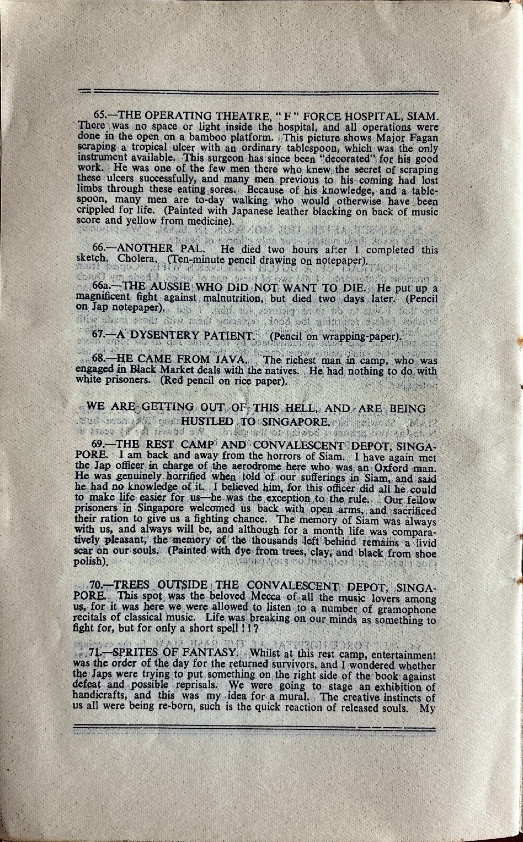 65.—THE OPERATING THEATRE, "F" FORCE HOSPITAL, SIAM.
There was no space or light inside the hospital, and all operations were
done in the open on a bamboo platform. This picture shows Major Fagan
scraping a tropical ulcer with an ordinary tablespoon, which was the only
instrument available. This surgeon has since been "decorated" for his good
work. He was one of the few men there who knew the secret of scraping
these ulcers successfully, and many men previous to his coming had lost
limbs through these eating sores. Because of his knowledge, and a table-
spoon, many men are to-day walking who would otherwise have been
crippled for life. (Painted with Japanese leather blacking on back of music
score and yellow from medicine).
66.—ANOTHER PAL. He died two hours after I completed this
sketch. Cholera. (Ten-minute pencil drawing on notepaper).
66a.—THE AUSSIE WHO DID NOT WANT TO DIE. He put up a
magnificent fight against malnutrition, but died two days later. (Pencil
on Jap notepaper).
67.—A DYSENTERY PATIENT. (Pencil on wrapping-paper).
68.—HE CAME FROM JAVA. The richest man in camp, who was
engaged in Black Market deals with the natives. He had nothing to do with
white prisoners. (Red pencil on rice paper).
WE ARE GETTING OUT OF THIS HELL, AND ARE BEING
HUSTLED TO SINGAPORE.
69.—THE REST CAMP AND CONVALESCENT DEPOT, SINGA-
PORE. I am back and away from the horrors of Siam. I have again met
the Jap officer in charge of the aerodrome here who was an Oxford man.
He was genuinely horrified when told of our sufferings in Siam, and said
he had no knowledge of it. I believed him, for this officer did all he could
to make life easier for us—he was the exception to the rule. Our fellow
prisoners in Singapore welcomed us back with open arms, and sacrificed
their ration to give us a fighting chance. The memory of Siam was always
with us, and always will be, and although for a month life was compara-
tively pleasant, the memory of the thousands left behind remains a livid
scar on our souls. (Painted with dye from trees, clay, and black from shoe
polish).
70.—TREES OUTSIDE THE CONVALESCENT DEPOT, SINGA-
PORE. This spot was the beloved Mecca of all the music lovers among
us, for it was here we were allowed to listen to a number of gramophone
recitals of classical music. Life was breaking on our minds as something to
fight for, but for only a short spell ! ! ?
71.—SPRITES OF FANTASY. Whilst at this rest camp, entertainment
was the order of the day for the returned survivors, and I wondered whether
the Japs were trying to put something on the right side of the book against
defeat and possible reprisals. We were going to stage an exhibition of
handicrafts, and this was my idea for a mural. The creative instincts of
us all were being re-born, such is the quick reaction of released souls. My